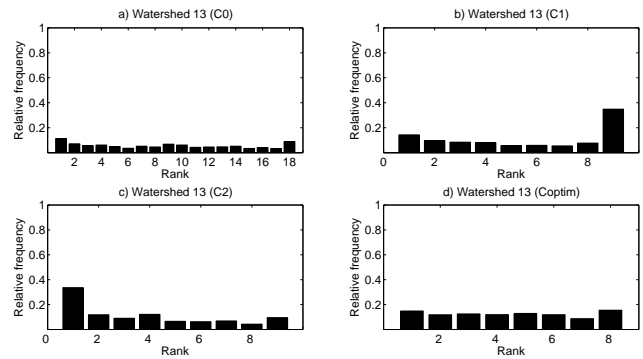 a) Watershed 13 (C0)
1
0.8
0.6
0.4
0.2
Relative frequency
2 4 6 8 10 12 14 16 18
Rank
b) Watershed 13 (C1)
1
0.8
0.6
0.4
0.2
Relative frequency
0 2 4 6 8
Rank
c) Watershed 13 (C2)
1
0.8
0.6
0.4
0.2
Relative frequency
0 2 4 6 8
Rank
d) Watershed 13 (Coptim)
1
0.8
0.6
0.4
0.2
Relative frequency
0 2 4 6 8
Rank